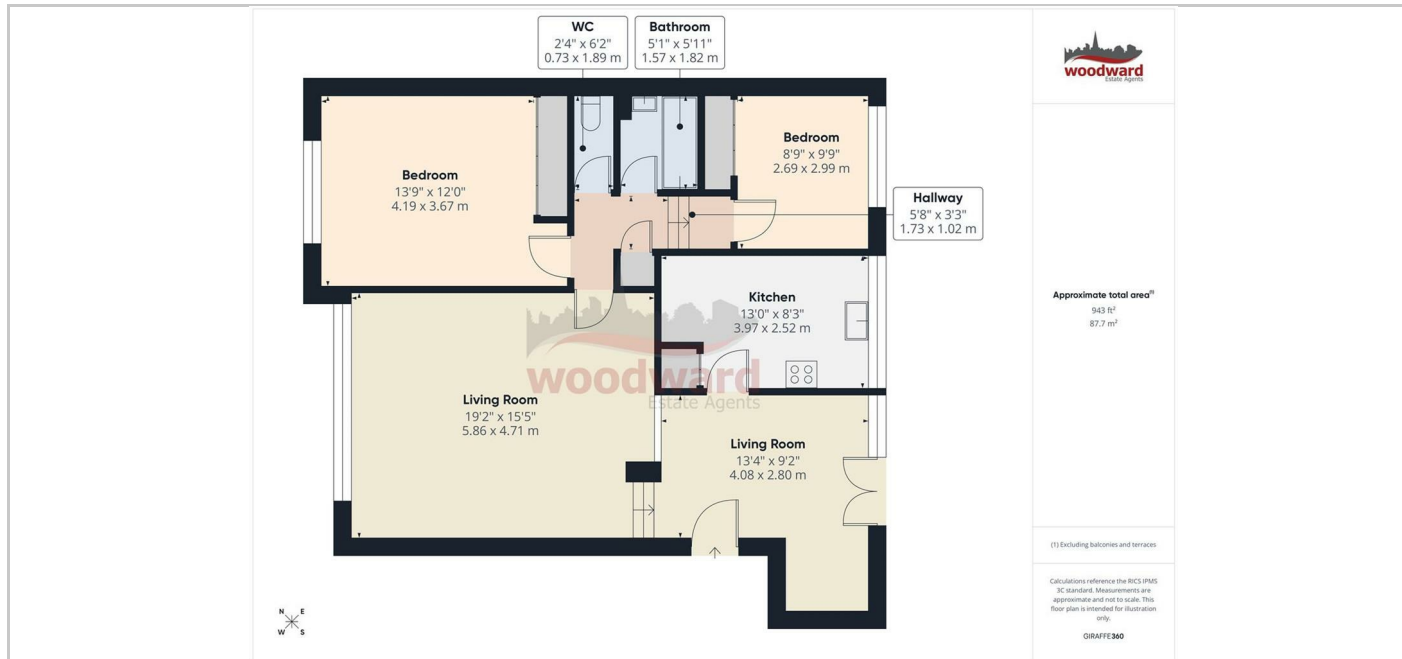 WC
2'4" x 6'2"
0.73 x 1.89 m
Bathroom
5'1" x 5'11"
1.57 x 1.82 m
Bedroom
13'9" x 12'0"
4.19 x 3.67 m
Bedroom
8'9" x 9'9"
2.69 x 2.99 m
Hallway
5'8" x 3'3"
1.73 x 1.02 m
Kitchen
13'0" x 8'3"
3.97 x 2.52 m
woodward
Estate Agents
Living Room
19'2" x 15'5"
5.86 x 4.71 m
Living Room
13'4" x 9'2"
4.08 x 2.80 m
N E
W S
woodward
Estate Agents
Approximate total area⁽¹⁾
943 ft²
87.7 m²
(1) Excluding balconies and terraces
Calculations reference the RICS IPMS
3C standard. Measurements are
approximate and not to scale. This
floor plan is intended for illustration
only.
GIRAFFE360